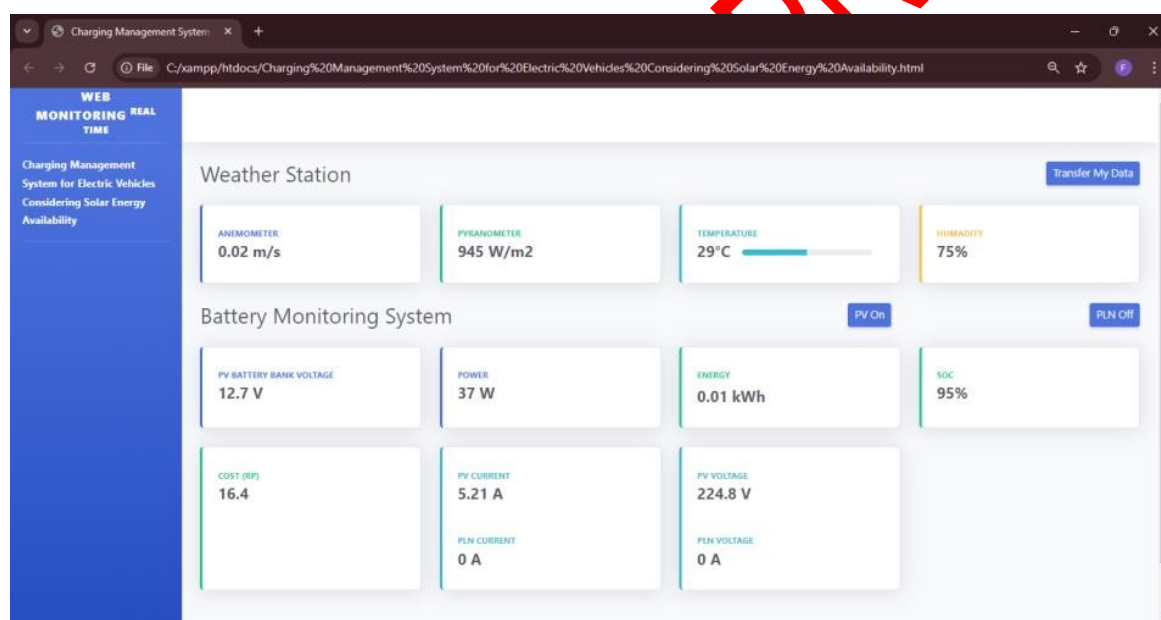 Charging Management System
File C:/xampp/htdocs/Charging%20Management%20System%20for%20Electric%20Vehicles%20Considering%20Solar%20Energy%20Availability.html
F
WEB
MONITORING REAL
TIME
Charging Management
System for Electric Vehicles
Considering Solar Energy
Availability
Weather Station
Transfer My Data
ANEMOMETER
0.02 m/s
PYRANOMETER
945 W/m2
TEMPERATURE
29°C
HUMADITY
75%
Battery Monitoring System
PV On
PLN Off
PV BATTERY BANK VOLTAGE
12.7 V
POWER
37 W
ENERGY
0.01 kWh
SOC
95%
COST (RP)
16.4
PV CURRENT
5.21 A
PV VOLTAGE
224.8 V
PLN CURRENT
0 A
PLN VOLTAGE
0 A